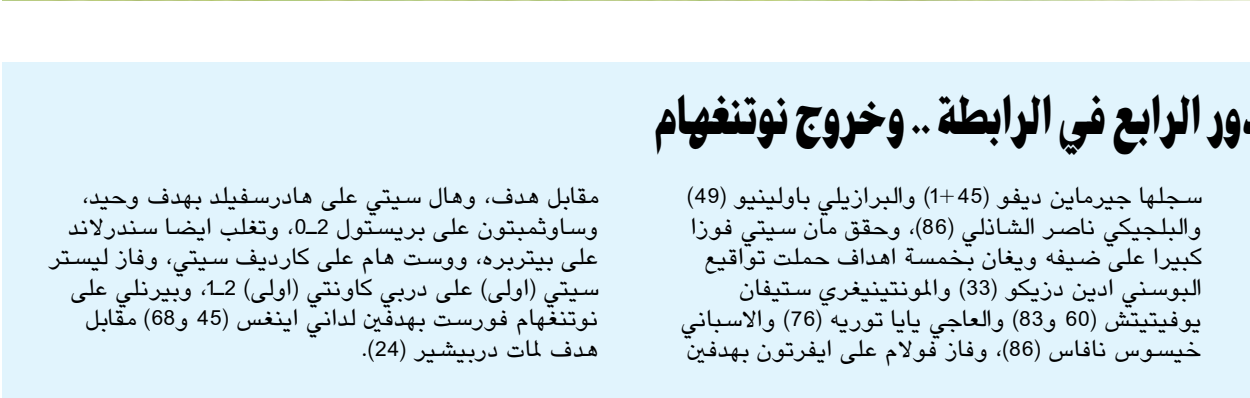 الرابع في الرابطة .. وخروج نوتنغهام
سجلها جيرماين ديفو (45+1) والبرازيلي باولينيو (49)
والبلجيكي ناصر الشاذلي (86)، وحقق مان سيتي فوزا
كبيرا على ضيفه ويغان بخمسة اهداف حملت تواقيع
البوسني ادين دزيكو (33) والمونتينيغري ستيفان
يوفيتيتش (60 و83) والعاجي يايا توريه (76) والاسباني
خيسوس نافاس (86)، وفاز فولام على ايفرتون بهدفين
مقابل هدف، وهال سيتي على هادرسفيلد بهدف وحيد،
وساوثمبتون على بريستول 2ـ0، وتغلب ايضا سندرلاند
على بيتربره، ووست هام على كارديف سيتي، وفاز ليستر
سيتي (اولى) على دربي كاونتي (اولى) 2ـ1، وبيرنلي على
نوتنغهام فورست بهدفين لداني اينغس (45 و68) مقابل
هدف لمات دربيشير (24).